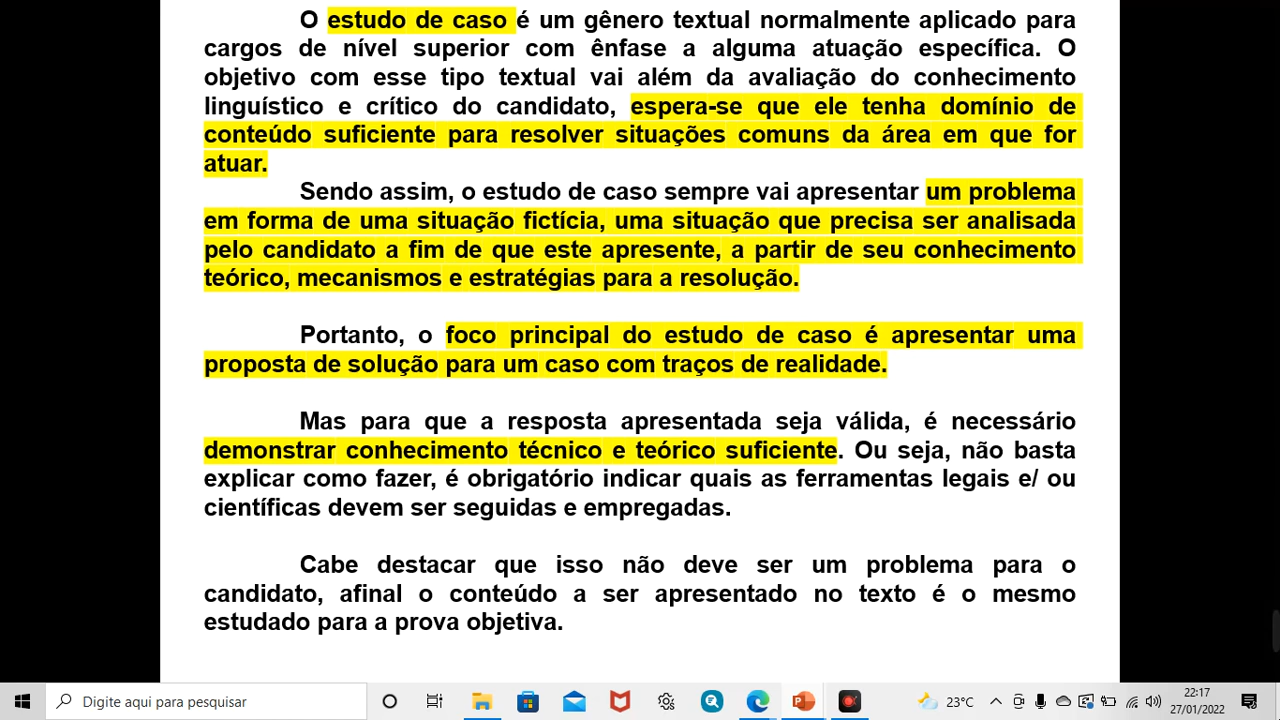 O estudo de caso é um gênero textual normalmente aplicado para
cargos de nível superior com ênfase a alguma atuação específica. O
objetivo com esse tipo textual vai além da avaliação do conhecimento
linguístico e crítico do candidato, espera-se que ele tenha domínio de
conteúdo suficiente para resolver situações comuns da área em que for
atuar.
Sendo assim, o estudo de caso sempre vai apresentar um problema
em forma de uma situação fictícia, uma situação que precisa ser analisada
pelo candidato a fim de que este apresente, a partir de seu conhecimento
teórico, mecanismos e estratégias para a resolução.
Portanto, o foco principal do estudo de caso é apresentar uma
proposta de solução para um caso com traços de realidade.
Mas para que a resposta apresentada seja válida, é necessário
demonstrar conhecimento técnico e teórico suficiente. Ou seja, não basta
explicar como fazer, é obrigatório indicar quais as ferramentas legais e/ ou
científicas devem ser seguidas e empregadas.
Cabe destacar que isso não deve ser um problema para o
candidato, afinal o conteúdo a ser apresentado no texto é o mesmo
estudado para a prova objetiva.
Digite aqui para pesquisar
23°C
22:17
27/01/2022